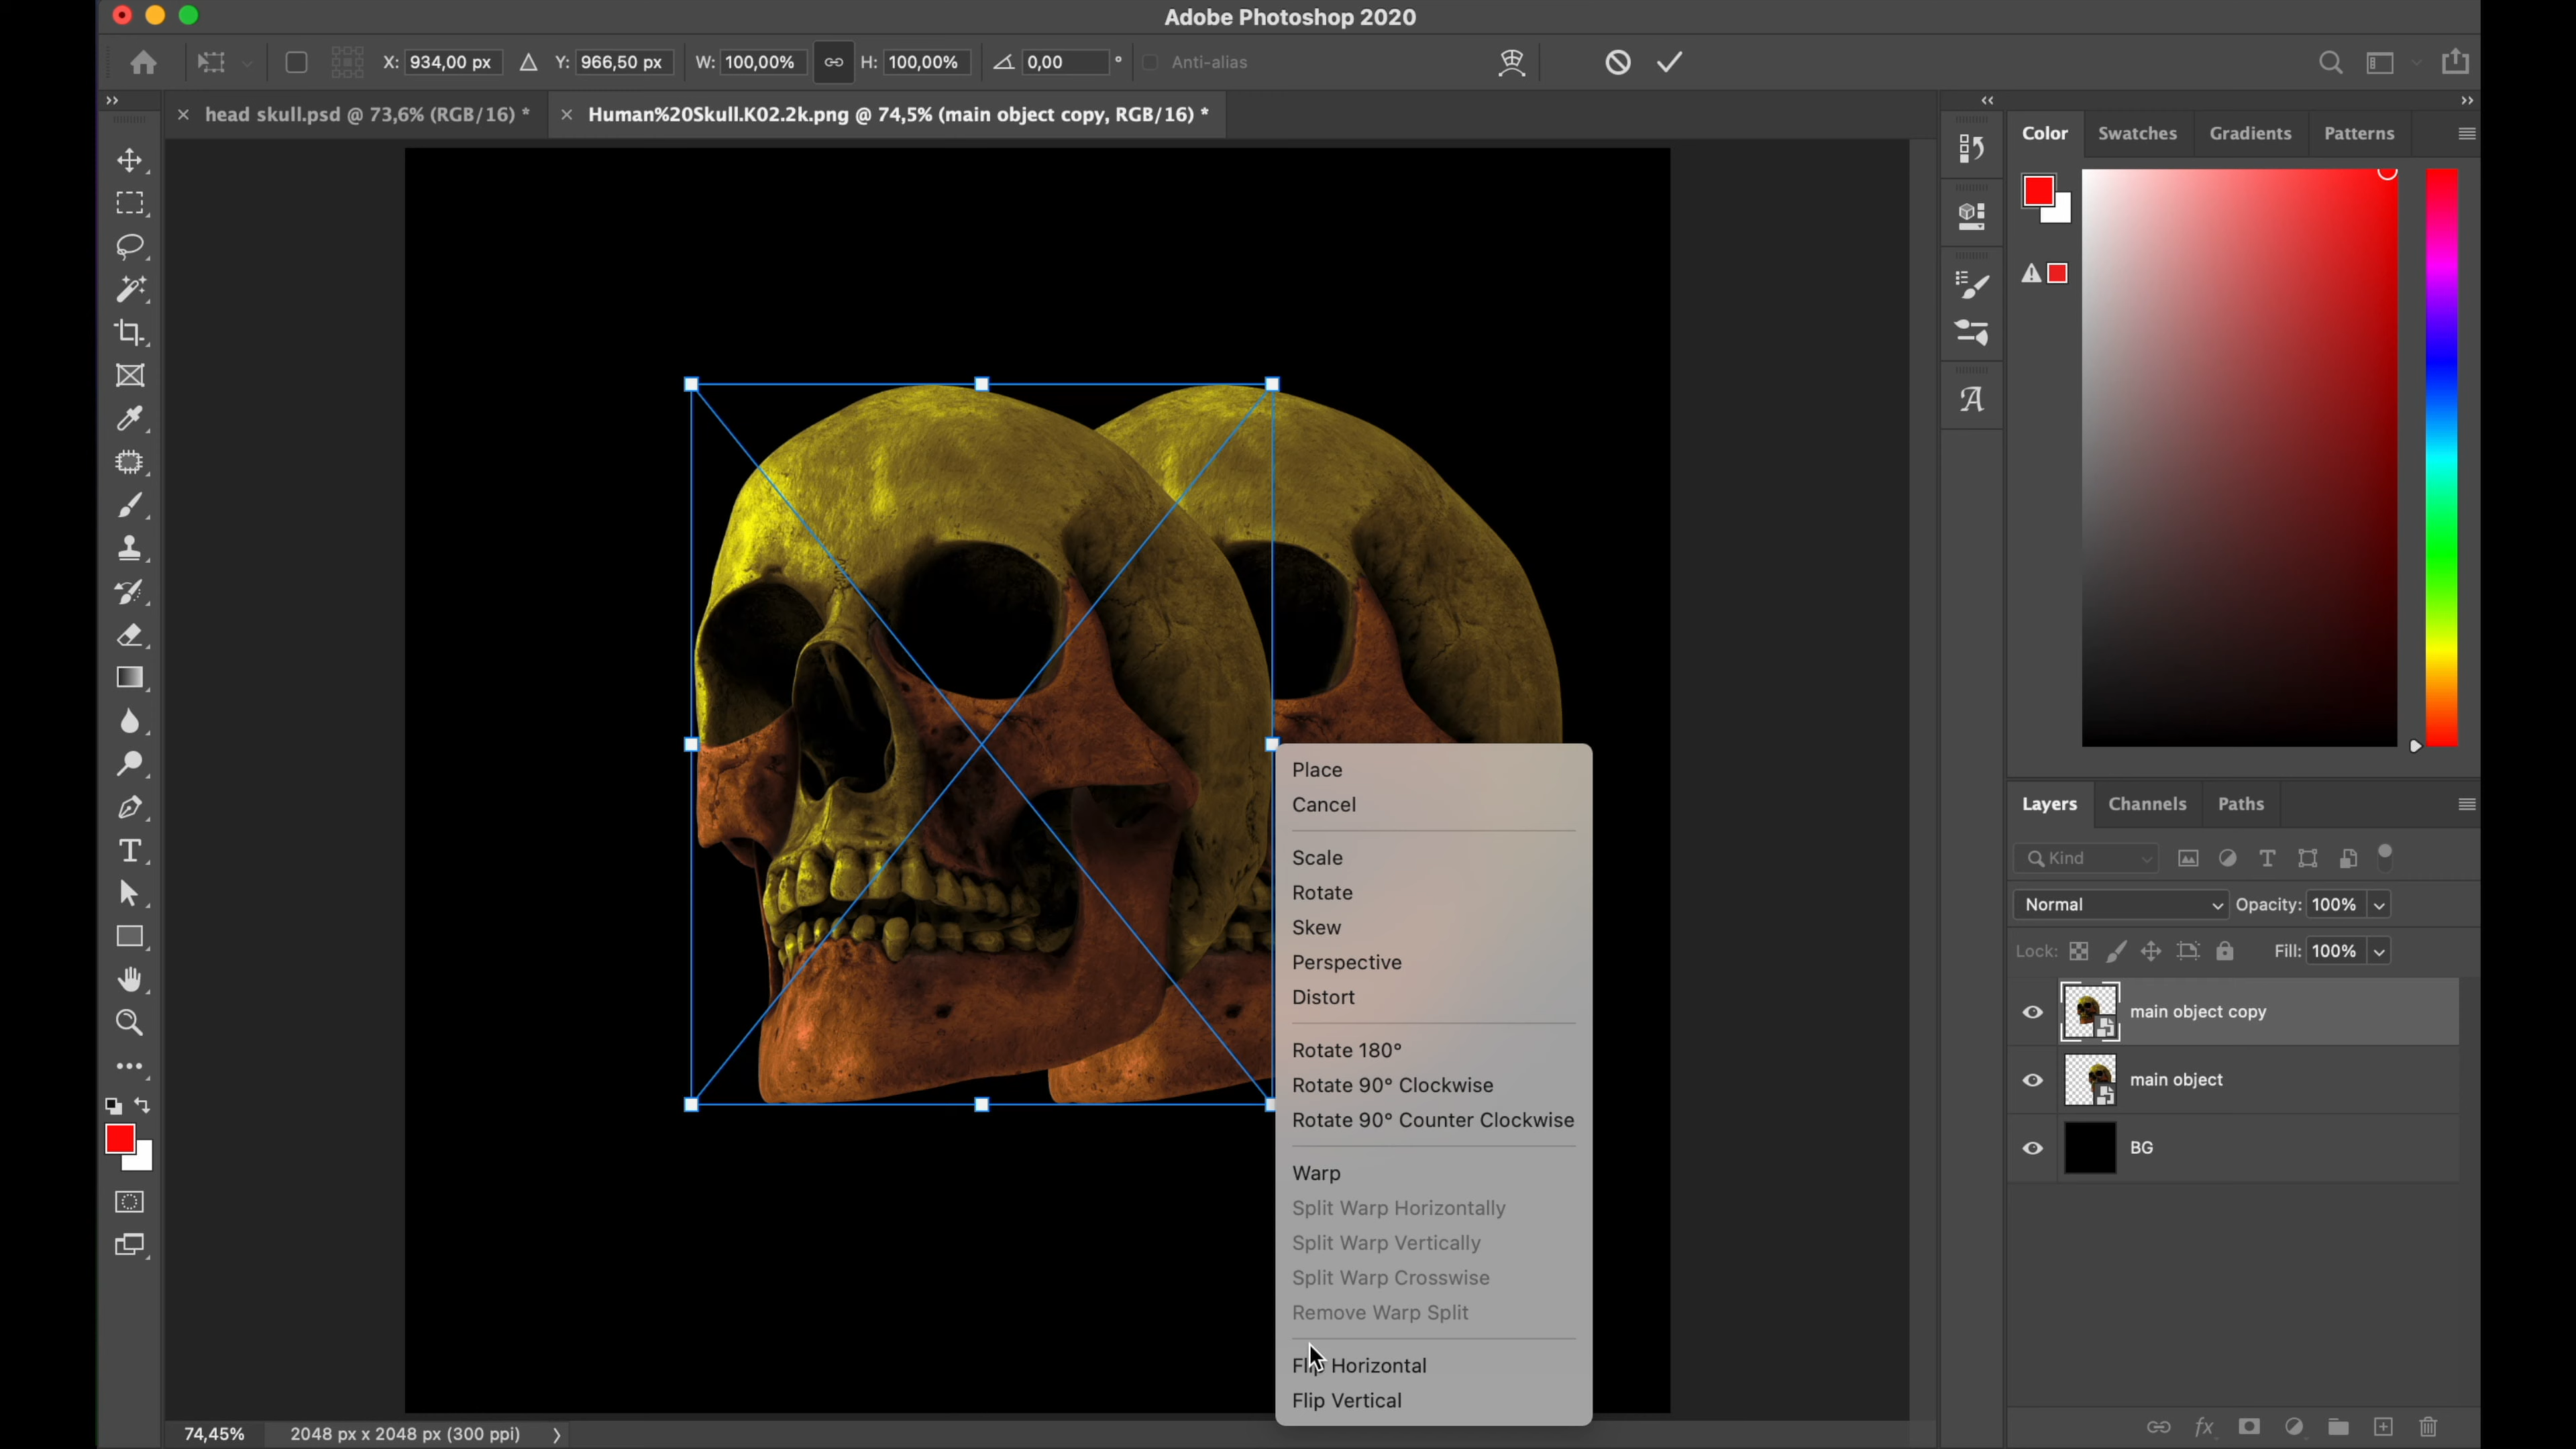 Adobe Photoshop 2020
X: 934,00 px
Y: 966,50 px
W: 100,00%
H: 100,00%
0,00 °
Anti-alias
head skull.psd @ 73,6% (RGB/16) *
Human%20Skull.K02.2k.png @ 74,5% (main object copy, RGB/16) *
Color
Swatches
Gradients
Patterns
Place
Cancel
Scale
Rotate
Skew
Perspective
Distort
Rotate 180°
Rotate 90° Clockwise
Rotate 90° Counter Clockwise
Warp
Split Warp Horizontally
Split Warp Vertically
Split Warp Crosswise
Remove Warp Split
Flip Horizontal
Flip Vertical
Layers
Channels
Paths
Kind
Normal
Opacity: 100%
Lock:
Fill: 100%
main object copy
main object
BG
fx
74,45%
2048 px x 2048 px (300 ppi)